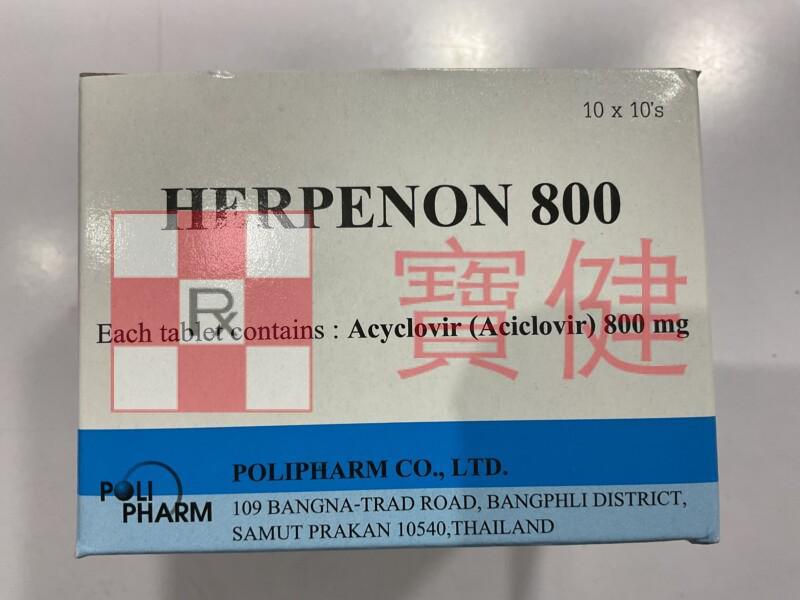 10 x 10's
HERPENON 800
Rx
寶健
Each tablet contains : Acyclovir (Aciclovir) 800 mg
POLI
PHARM
POLIPHARM CO., LTD.
109 BANGNA-TRAD ROAD, BANGPHLI DISTRICT,
SAMUT PRAKAN 10540,THAILAND